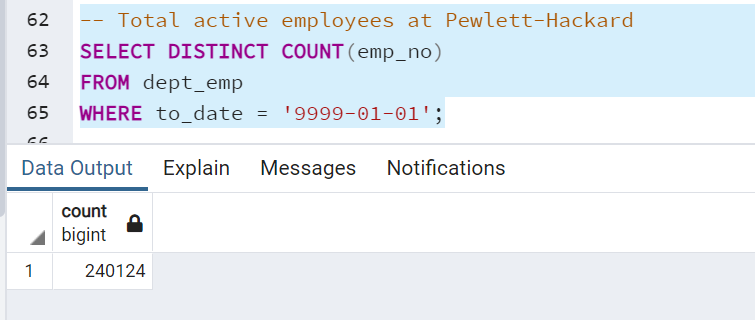 62 -- Total active employees at Pewlett-Hackard
63 SELECT DISTINCT COUNT(emp_no)
64 FROM dept_emp
65 WHERE to_date = '9999-01-01';
66
Data Output Explain Messages Notifications
count
bigint
1 240124